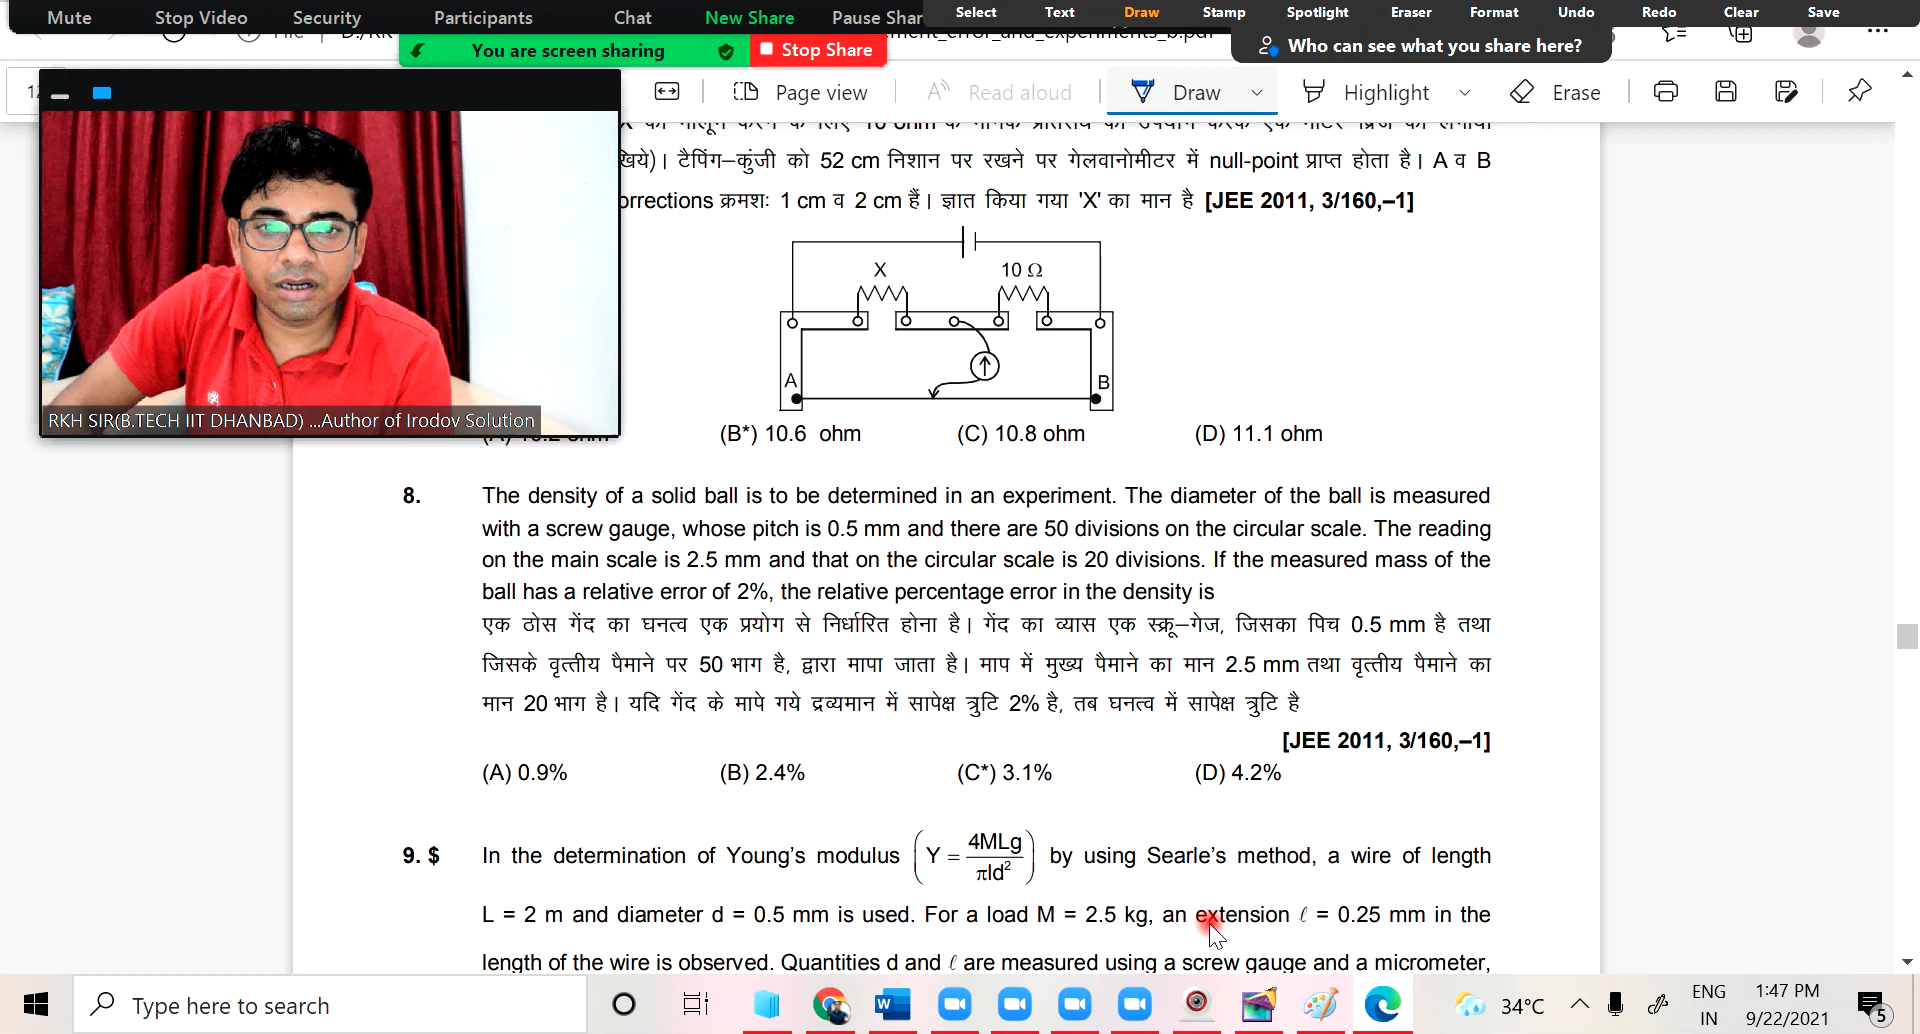 Mute Stop Video Security Participants Chat New Share Pause Shar Select Text Draw Stamp Spotlight Eraser Format Undo Redo Clear Save
You are screen sharing Stop Share Who can see what you share here?
Page view Read aloud Draw Highlight Erase
खिये)। टैपिंग–कुंजी को 52 cm निशान पर रखने पर गेलवानोमीटर में null-point प्राप्त होता है। A व B
orrections क्रमशः 1 cm व 2 cm हैं। ज्ञात किया गया 'X' का मान है [JEE 2011, 3/160,–1]
X 10 Ω
A B
RKH SIR(B.TECH IIT DHANBAD) ...Author of Irodov Solution
(B*) 10.6 ohm (C) 10.8 ohm (D) 11.1 ohm
8. The density of a solid ball is to be determined in an experiment. The diameter of the ball is measured
with a screw gauge, whose pitch is 0.5 mm and there are 50 divisions on the circular scale. The reading
on the main scale is 2.5 mm and that on the circular scale is 20 divisions. If the measured mass of the
ball has a relative error of 2%, the relative percentage error in the density is
एक ठोस गेंद का घनत्व एक प्रयोग से निर्धारित होना है। गेंद का व्यास एक स्क्रू–गेज, जिसका पिच 0.5 mm है तथा
जिसके वृत्तीय पैमाने पर 50 भाग है, द्वारा मापा जाता है। माप में मुख्य पैमाने का मान 2.5 mm तथा वृत्तीय पैमाने का
मान 20 भाग है। यदि गेंद के मापे गये द्रव्यमान में सापेक्ष त्रुटि 2% है, तब घनत्व में सापेक्ष त्रुटि है
[JEE 2011, 3/160,–1]
(A) 0.9% (B) 2.4% (C*) 3.1% (D) 4.2%
9. $ In the determination of Young's modulus (Y = 4MLg / πld²) by using Searle's method, a wire of length
L = 2 m and diameter d = 0.5 mm is used. For a load M = 2.5 kg, an extension ℓ = 0.25 mm in the
length of the wire is observed. Quantities d and ℓ are measured using a screw gauge and a micrometer,
Type here to search 34°C ENG IN 1:47 PM 9/22/2021 5